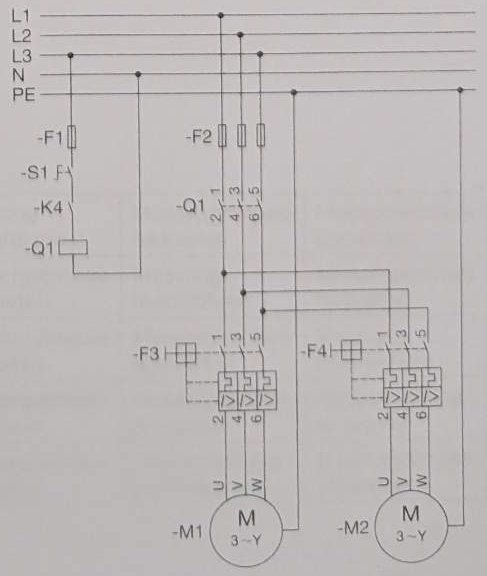 L1
L2
L3
N
PE
-F1
-F2
-S1
-K4
-Q1
-Q1
1 3 5
2 4 6
-F3
1 3 5
-F4
1 3 5
I> I> I>
I> I> I>
2 4 6
2 4 6
U V W
U V W
-M1
M
3~Y
-M2
M
3~Y